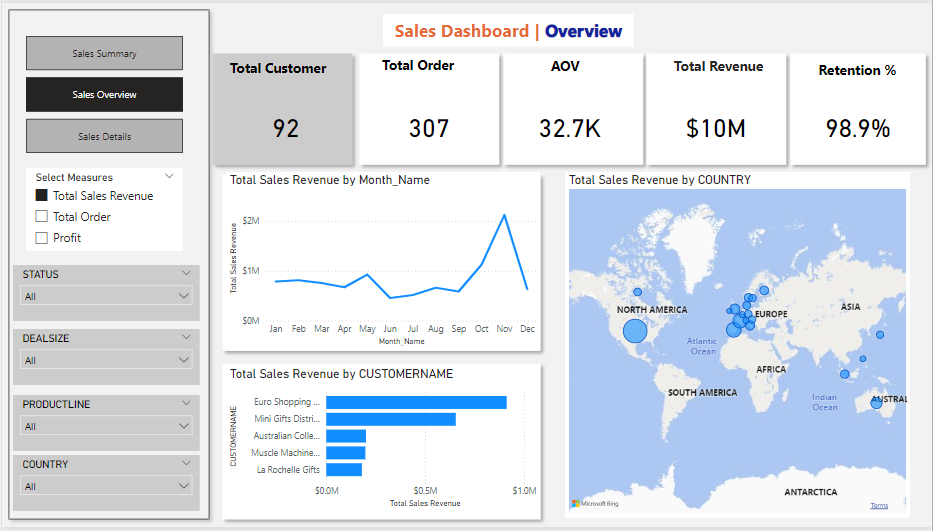 Sales Dashboard | Overview
Sales Summary
Sales Overview
Sales Details
Select Measures
Total Sales Revenue
Total Order
Profit
STATUS
All
DEALSIZE
All
PRODUCTLINE
All
COUNTRY
All
Total Customer
92
Total Order
307
AOV
32.7K
Total Revenue
$10M
Retention %
98.9%
Total Sales Revenue by Month_Name
Total Sales Revenue
$2M
$1M
$0M
Jan Feb Mar Apr May Jun Jul Aug Sep Oct Nov Dec
Month_Name
Total Sales Revenue by CUSTOMERNAME
CUSTOMERNAME
Euro Shopping ...
Mini Gifts Distri...
Australian Colle...
Muscle Machine...
La Rochelle Gifts
$0.0M $0.5M $1.0M
Total Sales Revenue
Total Sales Revenue by COUNTRY
NORTH AMERICA
EUROPE
ASIA
Atlantic
Ocean
AFRICA
SOUTH AMERICA
Indian
Ocean
AUSTRAL
ANTARCTICA
Microsoft Bing
Terms